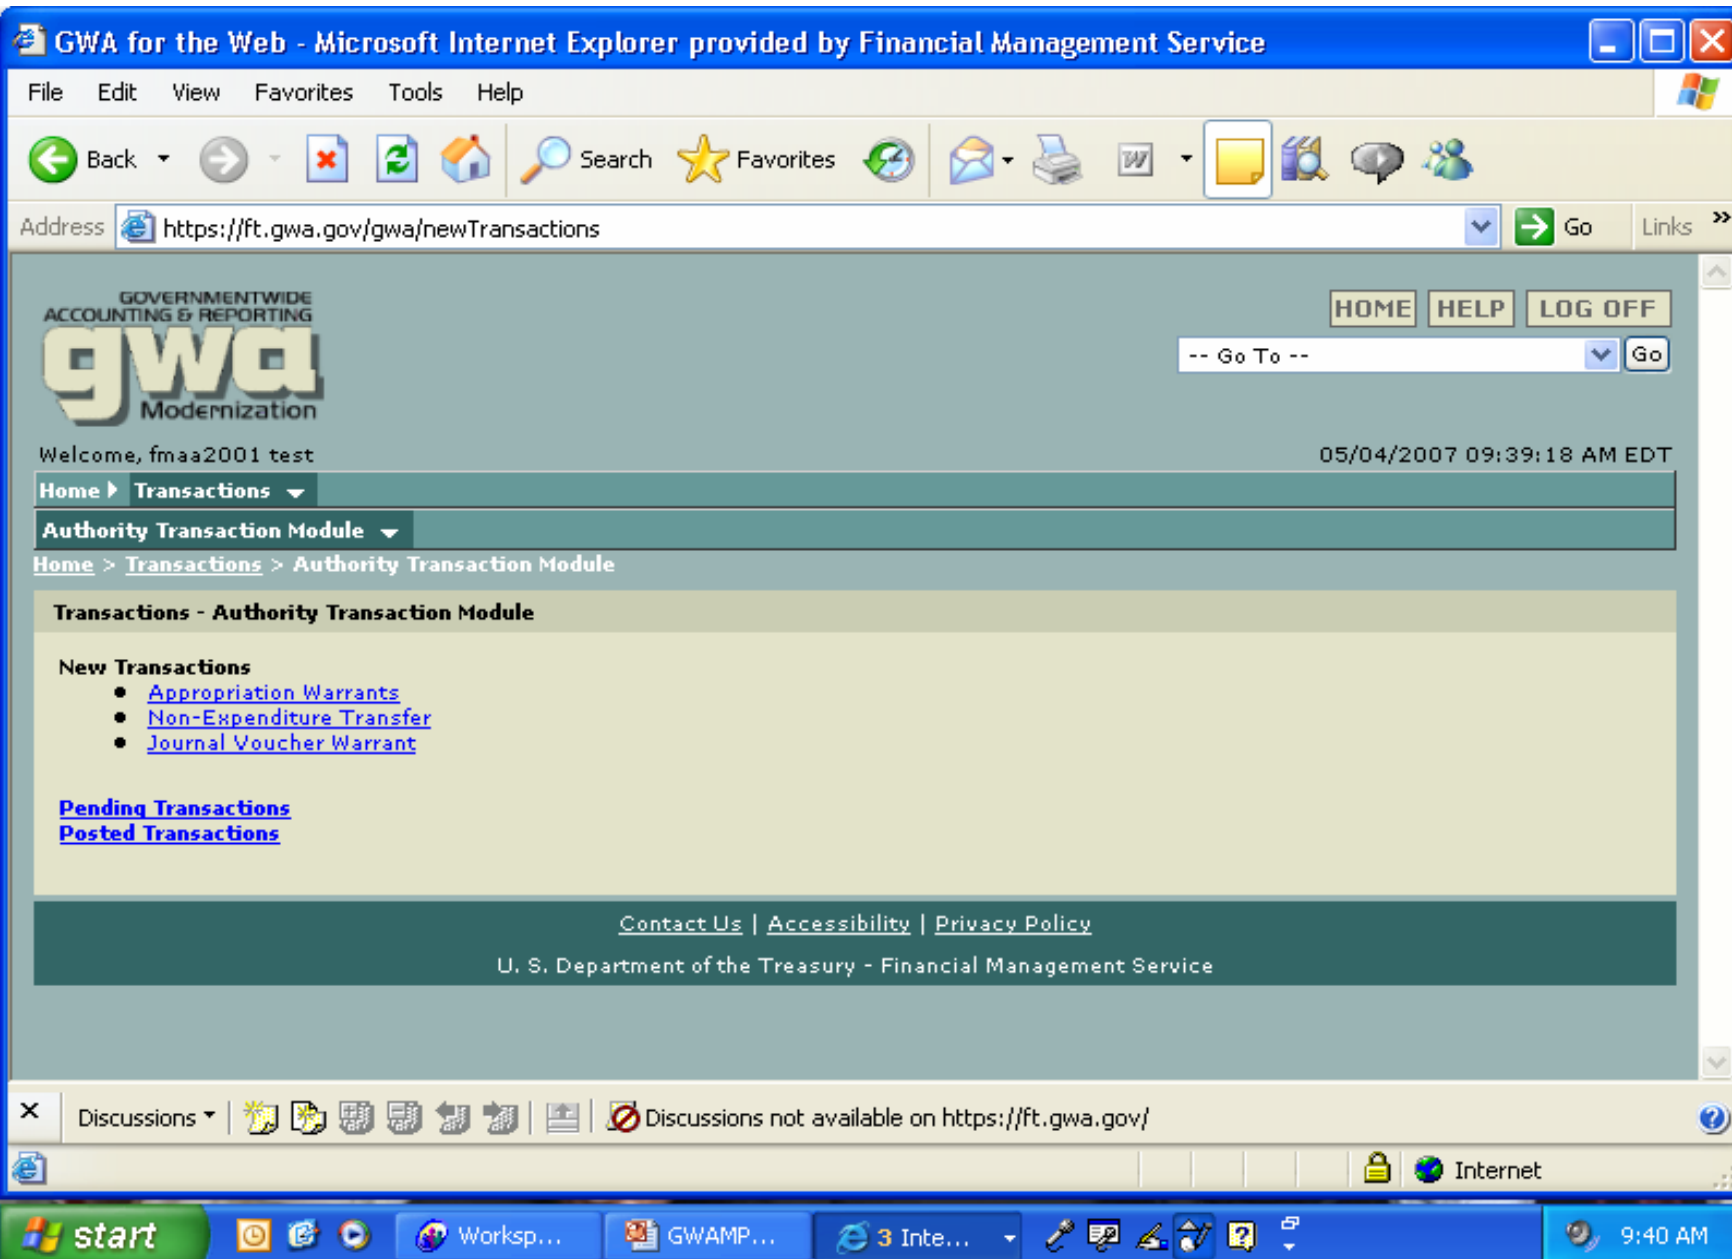 GWA for the Web - Microsoft Internet Explorer provided by Financial Management Service
File Edit View Favorites Tools Help
Back Search Favorites
Address https://ft.gwa.gov/gwa/newTransactions Go Links »
GOVERNMENTWIDE
ACCOUNTING & REPORTING
gwa
Modernization
HOME HELP LOG OFF
-- Go To -- Go
Welcome, fmaa2001 test 05/04/2007 09:39:18 AM EDT
Home Transactions
Authority Transaction Module
Home > Transactions > Authority Transaction Module
Transactions - Authority Transaction Module
New Transactions
• Appropriation Warrants
• Non-Expenditure Transfer
• Journal Voucher Warrant
Pending Transactions
Posted Transactions
Contact Us | Accessibility | Privacy Policy
U. S. Department of the Treasury - Financial Management Service
Discussions Discussions not available on https://ft.gwa.gov/
Internet
start Worksp... GWAMP... 3 Inte... 9:40 AM